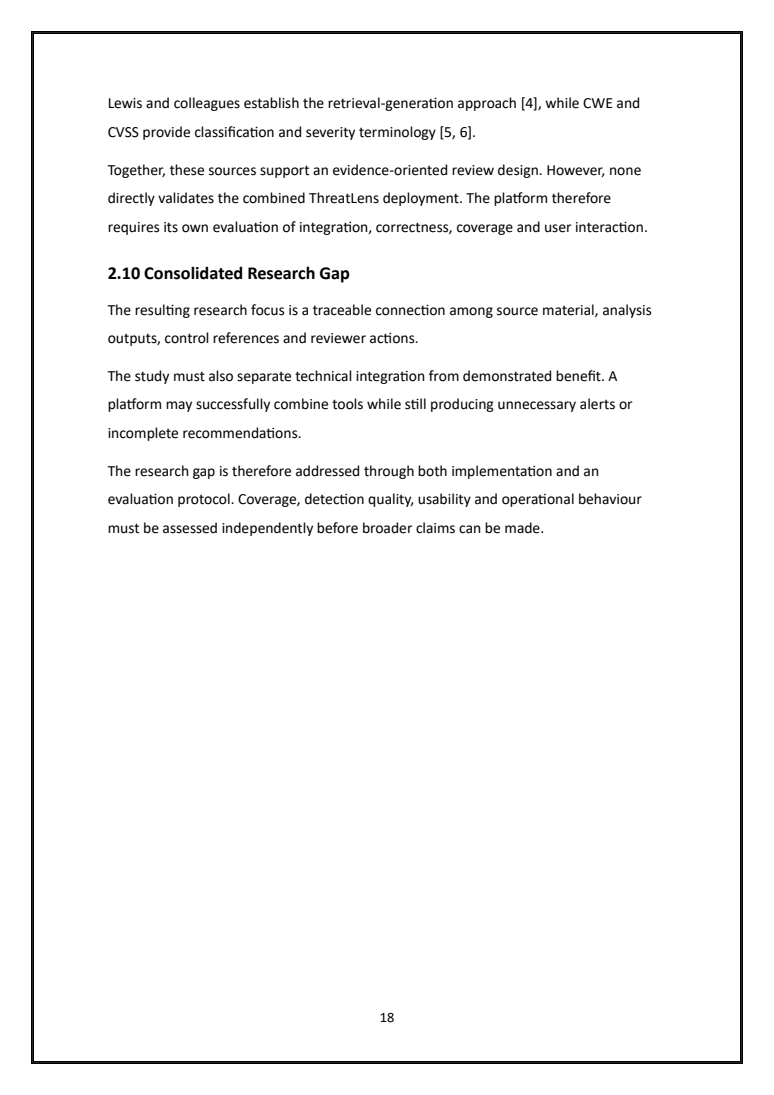 Lewis and colleagues establish the retrieval-generation approach [4], while CWE and
CVSS provide classification and severity terminology [5, 6].
Together, these sources support an evidence-oriented review design. However, none
directly validates the combined ThreatLens deployment. The platform therefore
requires its own evaluation of integration, correctness, coverage and user interaction.
2.10 Consolidated Research Gap
The resulting research focus is a traceable connection among source material, analysis
outputs, control references and reviewer actions.
The study must also separate technical integration from demonstrated benefit. A
platform may successfully combine tools while still producing unnecessary alerts or
incomplete recommendations.
The research gap is therefore addressed through both implementation and an
evaluation protocol. Coverage, detection quality, usability and operational behaviour
must be assessed independently before broader claims can be made.
18